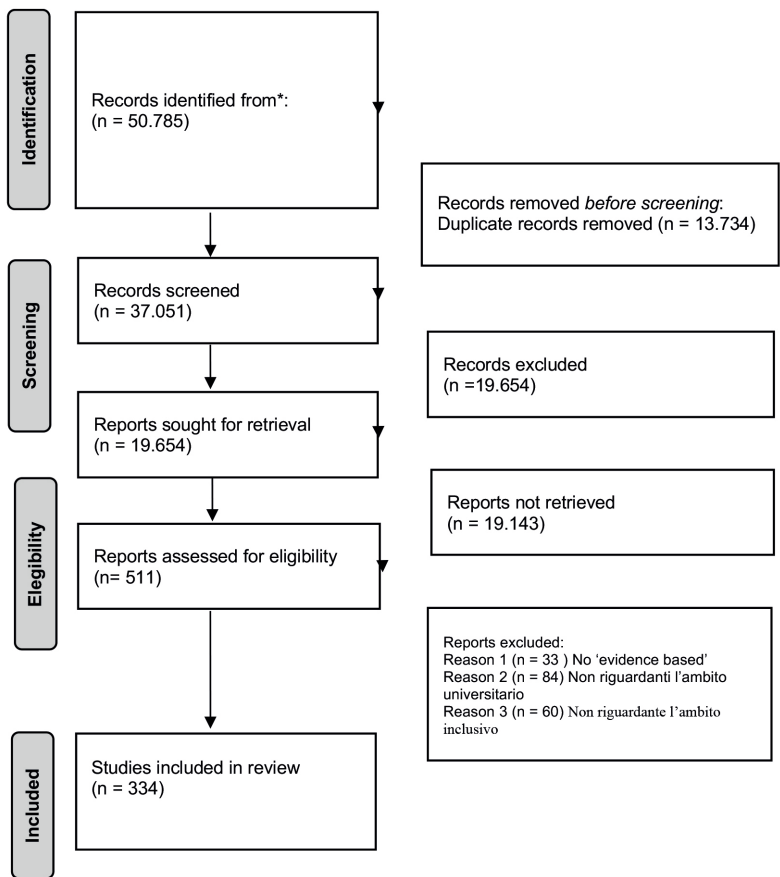 Identification
Records identified from*:
(n = 50.785)
Records removed before screening:
Duplicate records removed (n = 13.734)
Screening
Records screened
(n = 37.051)
Records excluded
(n =19.654)
Reports sought for retrieval
(n = 19.654)
Reports not retrieved
(n = 19.143)
Elegibility
Reports assessed for eligibility
(n= 511)
Reports excluded:
Reason 1 (n = 33 ) No ‘evidence based’
Reason 2 (n = 84) Non riguardanti l’ambito
universitario
Reason 3 (n = 60) Non riguardante l’ambito
inclusivo
Included
Studies included in review
(n = 334)